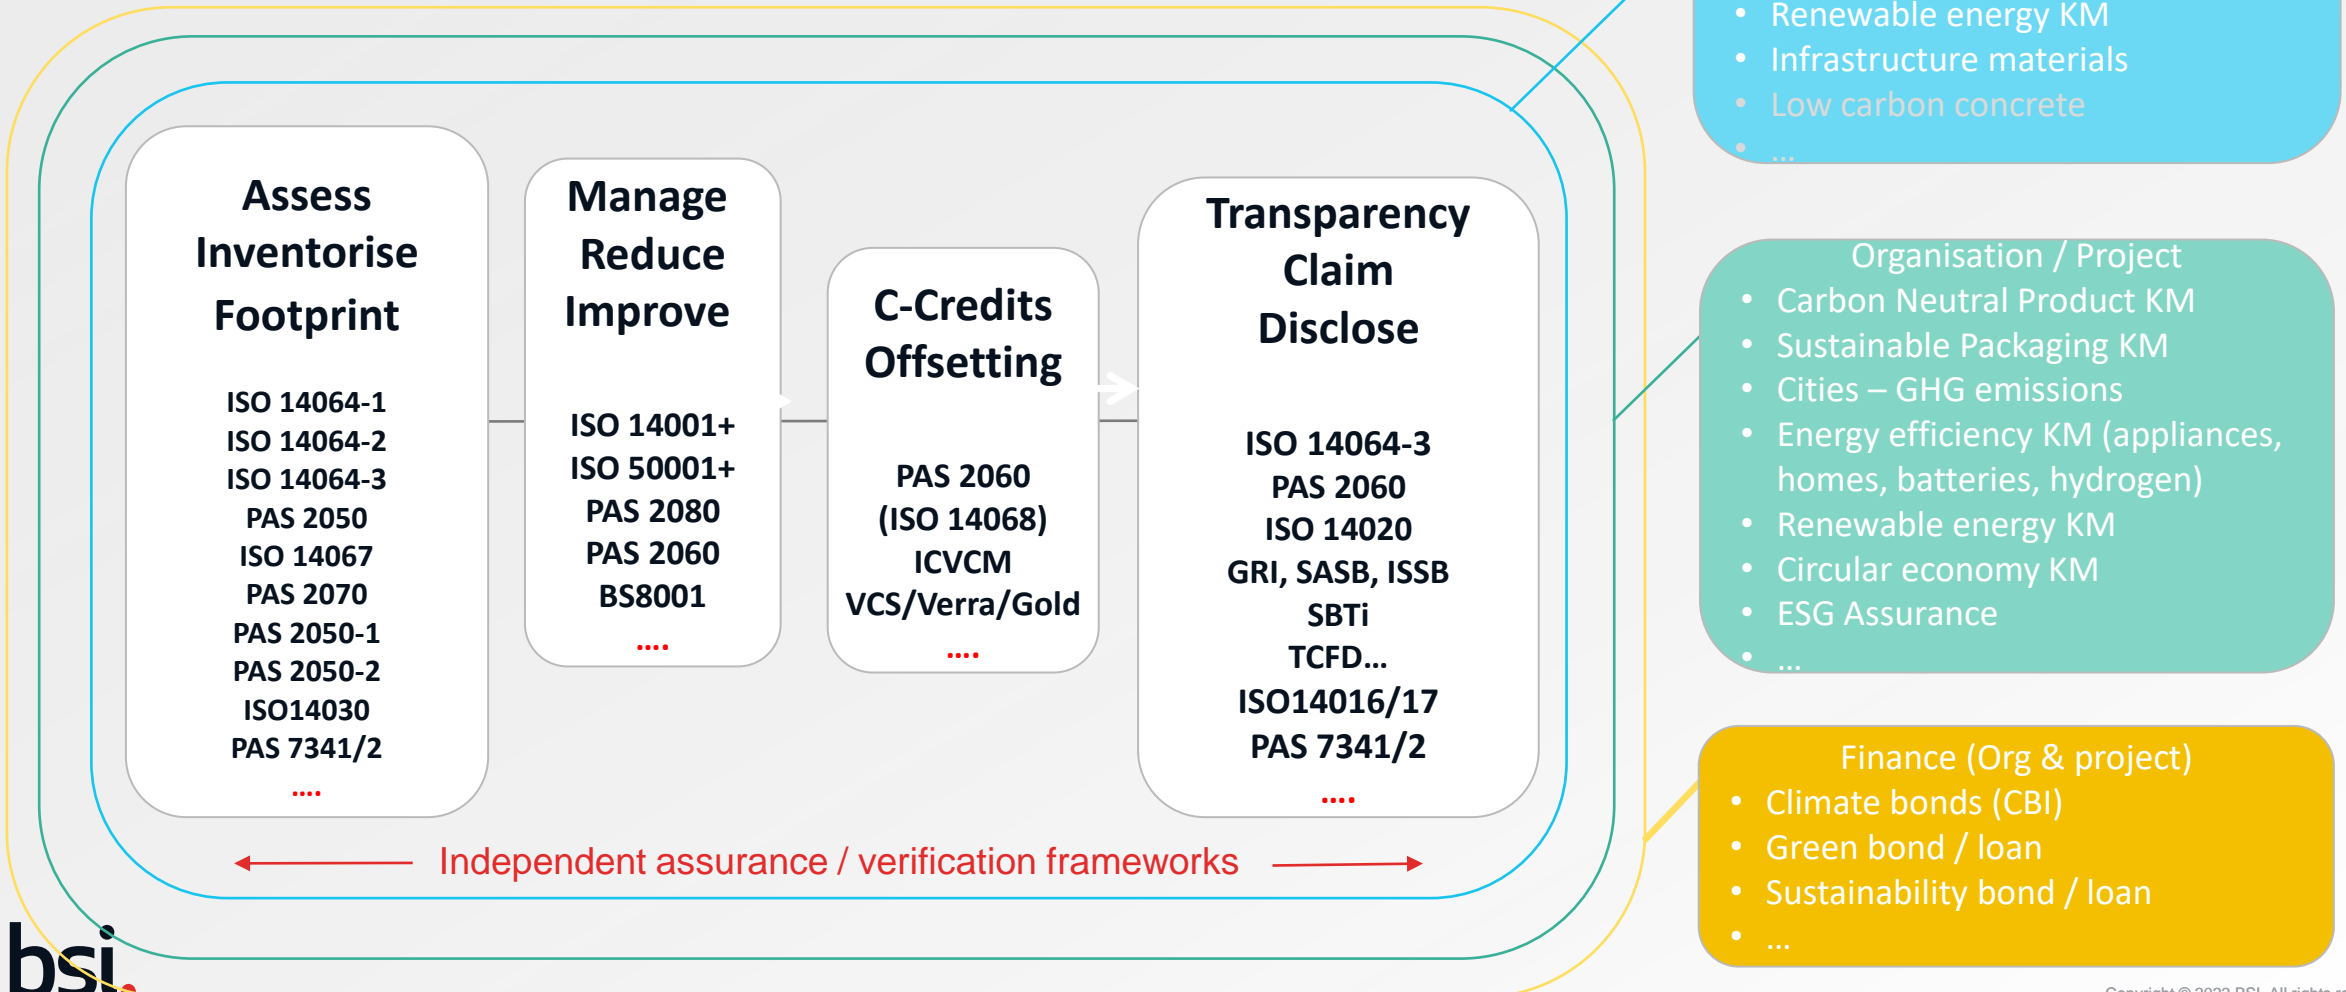 Assess
Inventorise
Footprint
ISO 14064-1
ISO 14064-2
ISO 14064-3
PAS 2050
ISO 14067
PAS 2070
PAS 2050-1
PAS 2050-2
ISO14030
PAS 7341/2
....
Manage
Reduce
Improve
ISO 14001+
ISO 50001+
PAS 2080
PAS 2060
BS8001
....
C-Credits
Offsetting
PAS 2060
(ISO 14068)
ICVCM
VCS/Verra/Gold
....
Transparency
Claim
Disclose
ISO 14064-3
PAS 2060
ISO 14020
GRI, SASB, ISSB
SBTi
TCFD...
ISO14016/17
PAS 7341/2
....
Independent assurance / verification frameworks
• Renewable energy KM
• Infrastructure materials
• Low carbon concrete
• ...
Organisation / Project
• Carbon Neutral Product KM
• Sustainable Packaging KM
• Cities – GHG emissions
• Energy efficiency KM (appliances,
homes, batteries, hydrogen)
• Renewable energy KM
• Circular economy KM
• ESG Assurance
• ...
Finance (Org & project)
• Climate bonds (CBI)
• Green bond / loan
• Sustainability bond / loan
• ...
bsi.